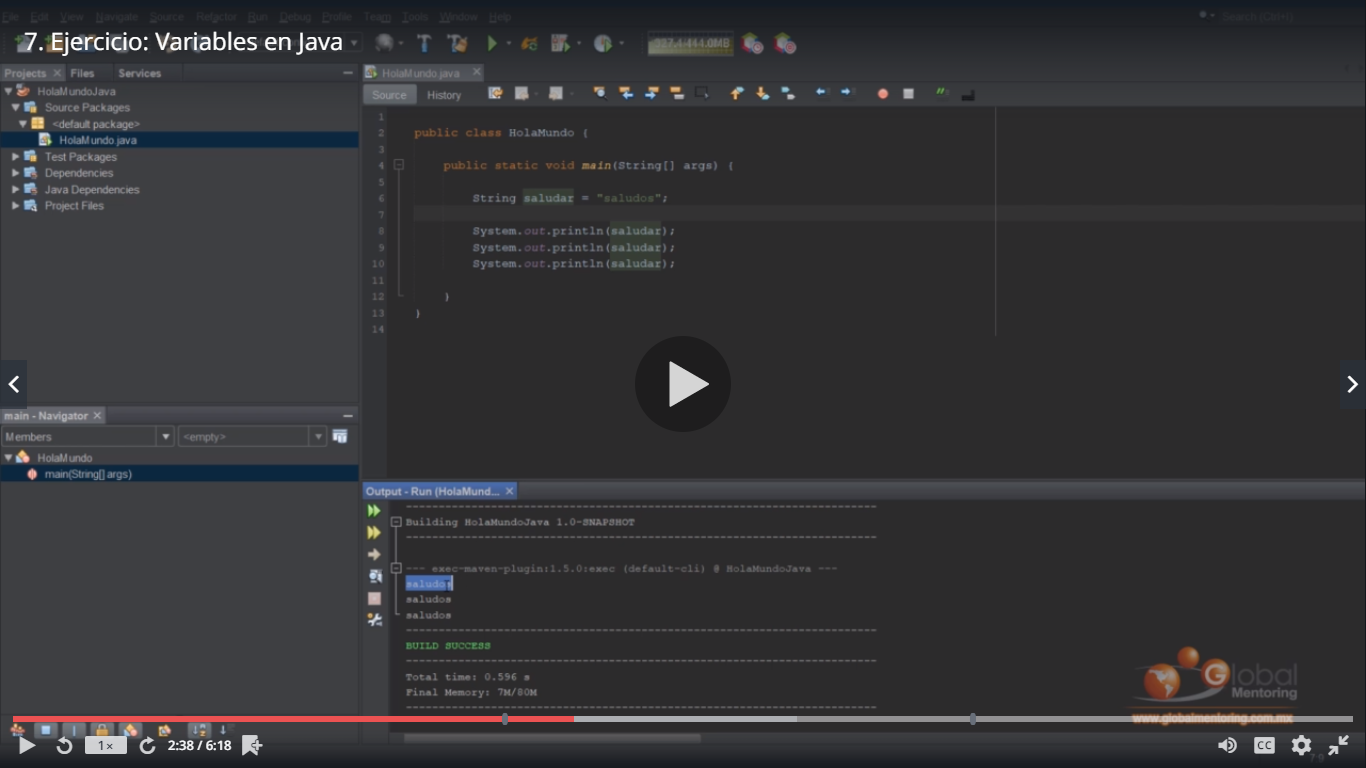 File Edit View Navigate Source Refactor Run Debug Profile Team Tools Window Help
Search (Ctrl+I)
7. Ejercicio: Variables en Java
Projects Files Services
HolaMundoJava
Source Packages
<default package>
HolaMundo.java
Test Packages
Dependencies
Java Dependencies
Project Files
HolaMundo.java
Source History
1
2 public class HolaMundo {
3
4 public static void main(String[] args) {
5
6 String saludar = "saludos";
7
8 System.out.println(saludar);
9 System.out.println(saludar);
10 System.out.println(saludar);
11
12 }
13 }
14
main - Navigator
Members <empty>
HolaMundo
main(String[] args)
Output - Run (HolaMund...
Building HolaMundoJava 1.0-SNAPSHOT
--- exec-maven-plugin:1.5.0:exec (default-cli) @ HolaMundoJava ---
saludos
saludos
saludos
BUILD SUCCESS
Total time: 0.596 s
Final Memory: 7M/80M
Global
Mentoring
www.globalmentoring.com.mx
1×
2:38 / 6:18
CC